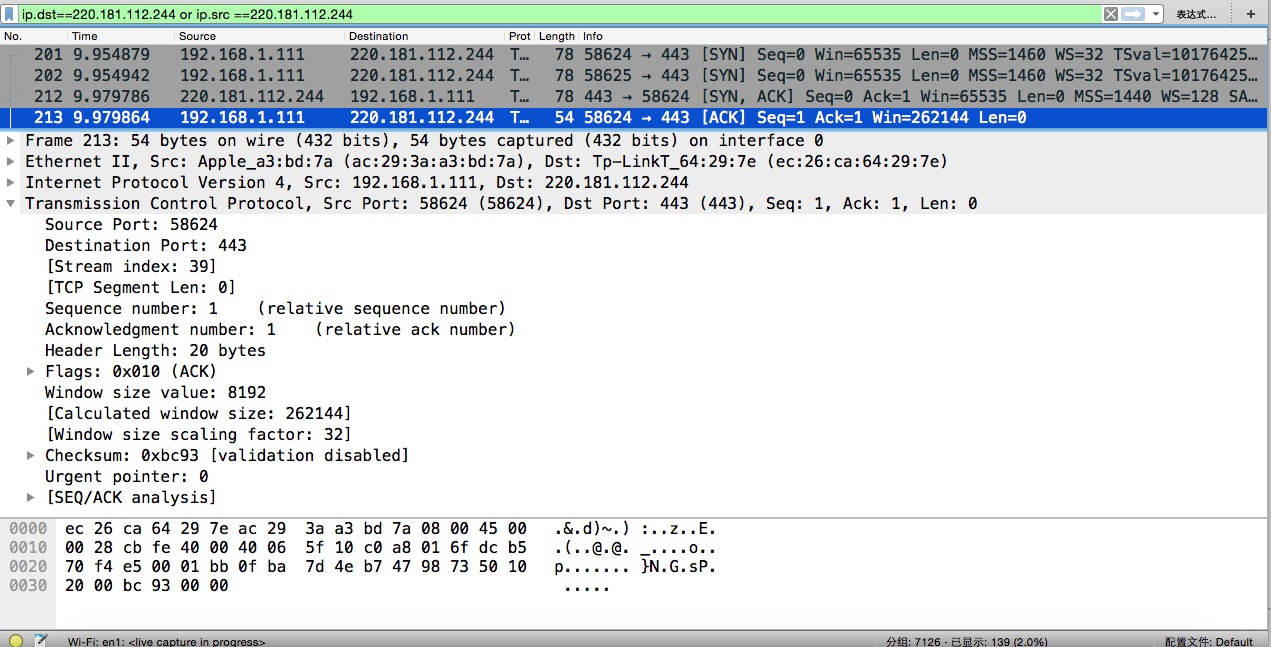 ip.dst==220.181.112.244 or ip.src ==220.181.112.244 表达式… +
No. Time Source Destination Prot Length Info
201 9.954879 192.168.1.111 220.181.112.244 T… 78 58624 → 443 [SYN] Seq=0 Win=65535 Len=0 MSS=1460 WS=32 TSval=10176425…
202 9.954942 192.168.1.111 220.181.112.244 T… 78 58625 → 443 [SYN] Seq=0 Win=65535 Len=0 MSS=1460 WS=32 TSval=10176425…
212 9.979786 220.181.112.244 192.168.1.111 T… 78 443 → 58624 [SYN, ACK] Seq=0 Ack=1 Win=65535 Len=0 MSS=1440 WS=128 SA…
213 9.979864 192.168.1.111 220.181.112.244 T… 54 58624 → 443 [ACK] Seq=1 Ack=1 Win=262144 Len=0
Frame 213: 54 bytes on wire (432 bits), 54 bytes captured (432 bits) on interface 0
Ethernet II, Src: Apple_a3:bd:7a (ac:29:3a:a3:bd:7a), Dst: Tp-LinkT_64:29:7e (ec:26:ca:64:29:7e)
Internet Protocol Version 4, Src: 192.168.1.111, Dst: 220.181.112.244
Transmission Control Protocol, Src Port: 58624 (58624), Dst Port: 443 (443), Seq: 1, Ack: 1, Len: 0
Source Port: 58624
Destination Port: 443
[Stream index: 39]
[TCP Segment Len: 0]
Sequence number: 1 (relative sequence number)
Acknowledgment number: 1 (relative ack number)
Header Length: 20 bytes
Flags: 0x010 (ACK)
Window size value: 8192
[Calculated window size: 262144]
[Window size scaling factor: 32]
Checksum: 0xbc93 [validation disabled]
Urgent pointer: 0
[SEQ/ACK analysis]
0000 ec 26 ca 64 29 7e ac 29 3a a3 bd 7a 08 00 45 00 .&.d)~.) :..z..E.
0010 00 28 cb fe 40 00 40 06 5f 10 c0 a8 01 6f dc b5 .(..@.@. _....o..
0020 70 f4 e5 00 01 bb 0f ba 7d 4e b7 47 98 73 50 10 p....... }N.G.sP.
0030 20 00 bc 93 00 00 .....
Wi-Fi: en1: <live capture in progress> 分组: 7126 · 已显示: 139 (2.0%) 配置文件: Default